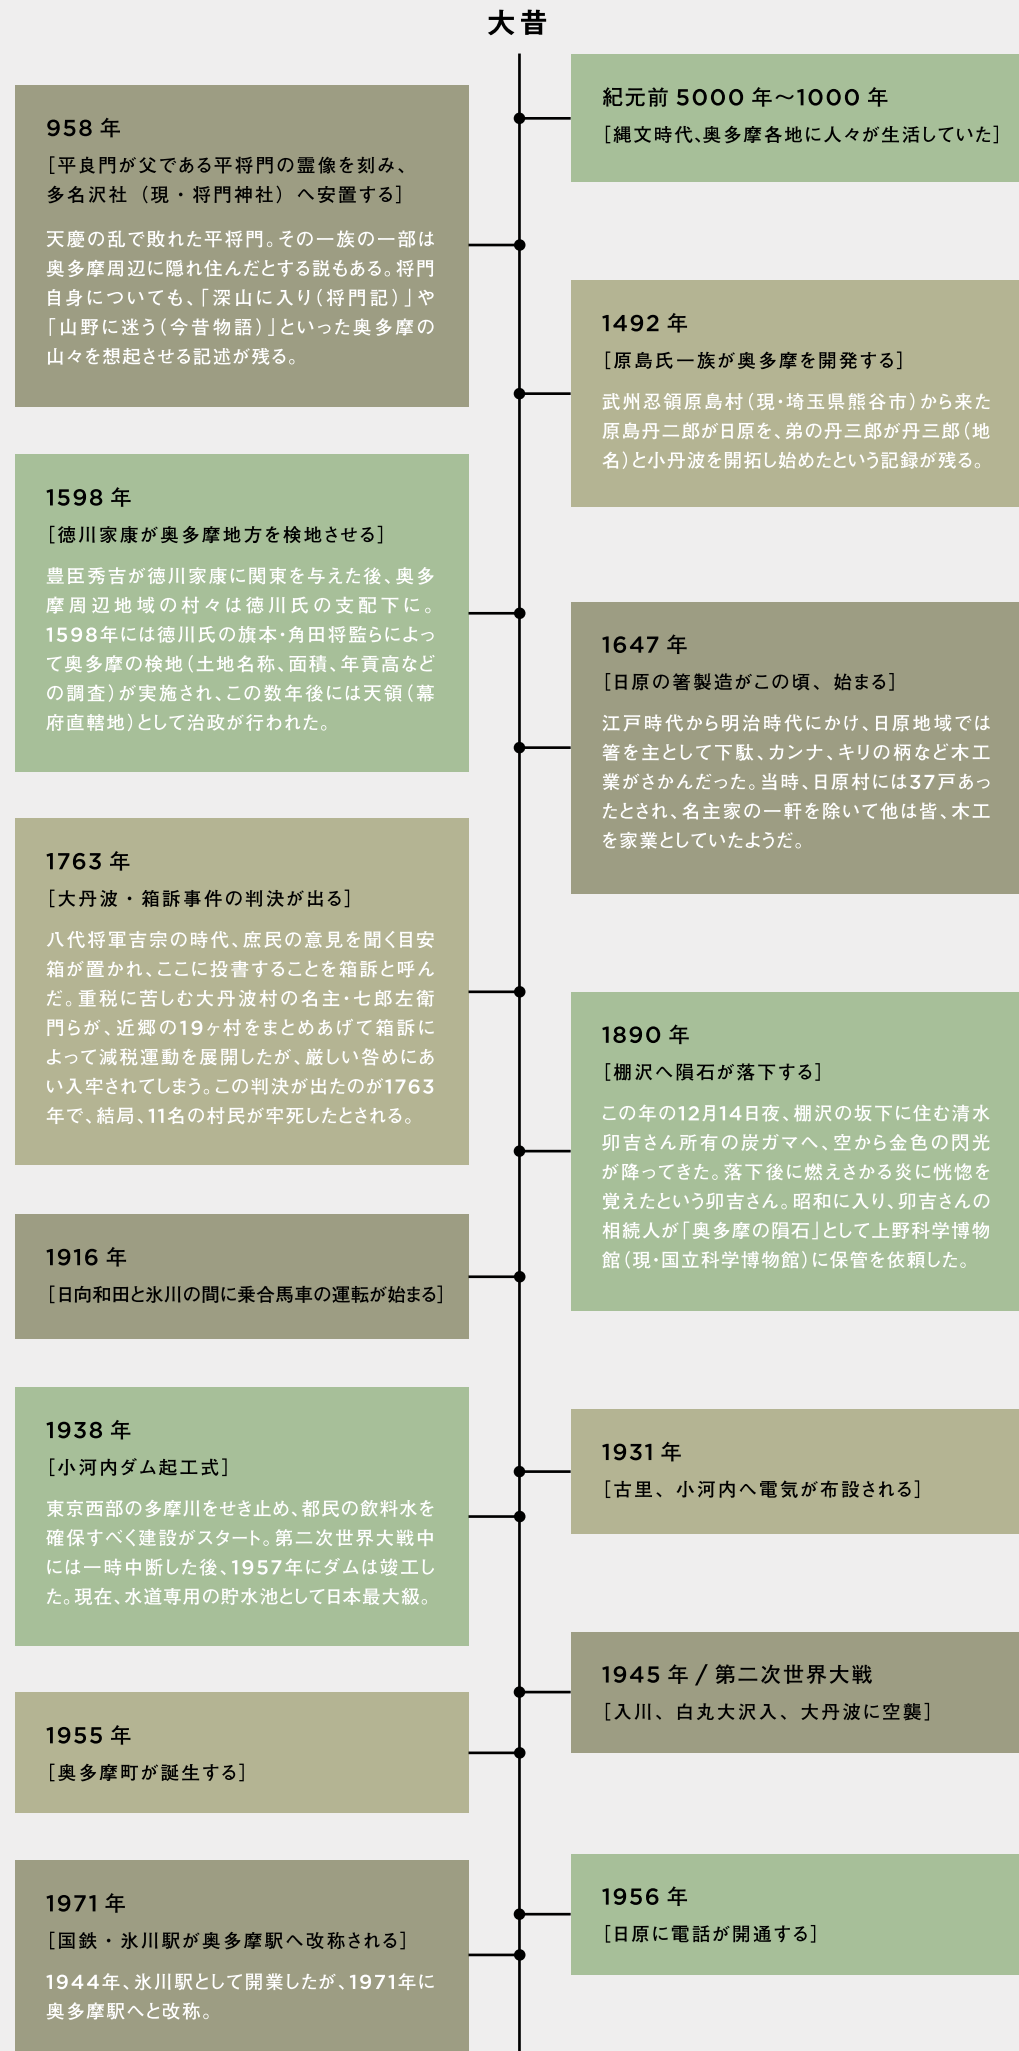 大昔
紀元前 5000 年〜1000 年
［縄文時代、奥多摩各地に人々が生活していた］
958 年
［平良門が父である平将門の霊像を刻み、
多名沢社（現・将門神社）へ安置する］
天慶の乱で敗れた平将門。その一族の一部は
奥多摩周辺に隠れ住んだとする説もある。将門
自身についても、「深山に入り（将門記）」や
「山野に迷う（今昔物語）」といった奥多摩の
山々を想起させる記述が残る。
1492 年
［原島氏一族が奥多摩を開発する］
武州忍領原島村（現・埼玉県熊谷市）から来た
原島丹二郎が日原を、弟の丹三郎が丹三郎（地
名）と小丹波を開拓し始めたという記録が残る。
1598 年
［徳川家康が奥多摩地方を検地させる］
豊臣秀吉が徳川家康に関東を与えた後、奥多
摩周辺地域の村々は徳川氏の支配下に。
1598年には徳川氏の旗本・角田将監らによっ
て奥多摩の検地（土地名称、面積、年貢高など
の調査）が実施され、この数年後には天領（幕
府直轄地）として治政が行われた。
1647 年
［日原の箸製造がこの頃、始まる］
江戸時代から明治時代にかけ、日原地域では
箸を主として下駄、カンナ、キリの柄など木工
業がさかんだった。当時、日原村には37戸あっ
たとされ、名主家の一軒を除いて他は皆、木工
を家業としていたようだ。
1763 年
［大丹波・箱訴事件の判決が出る］
八代将軍吉宗の時代、庶民の意見を聞く目安
箱が置かれ、ここに投書することを箱訴と呼ん
だ。重税に苦しむ大丹波村の名主・七郎左衛
門らが、近郷の19ヶ村をまとめあげて箱訴に
よって減税運動を展開したが、厳しい咎めにあ
い入牢されてしまう。この判決が出たのが1763
年で、結局、11名の村民が牢死したとされる。
1890 年
［棚沢へ隕石が落下する］
この年の12月14日夜、棚沢の坂下に住む清水
卯吉さん所有の炭ガマへ、空から金色の閃光
が降ってきた。落下後に燃えさかる炎に恍惚を
覚えたという卯吉さん。昭和に入り、卯吉さんの
相続人が「奥多摩の隕石」として上野科学博物
館（現・国立科学博物館）に保管を依頼した。
1916 年
［日向和田と氷川の間に乗合馬車の運転が始まる］
1938 年
［小河内ダム起工式］
東京西部の多摩川をせき止め、都民の飲料水を
確保すべく建設がスタート。第二次世界大戦中
には一時中断した後、1957年にダムは竣工し
た。現在、水道専用の貯水池として日本最大級。
1931 年
［古里、小河内へ電気が布設される］
1945 年 / 第二次世界大戦
［入川、白丸大沢入、大丹波に空襲］
1955 年
［奥多摩町が誕生する］
1956 年
［日原に電話が開通する］
1971 年
［国鉄・氷川駅が奥多摩駅へ改称される］
1944年、氷川駅として開業したが、1971年に
奥多摩駅へと改称。